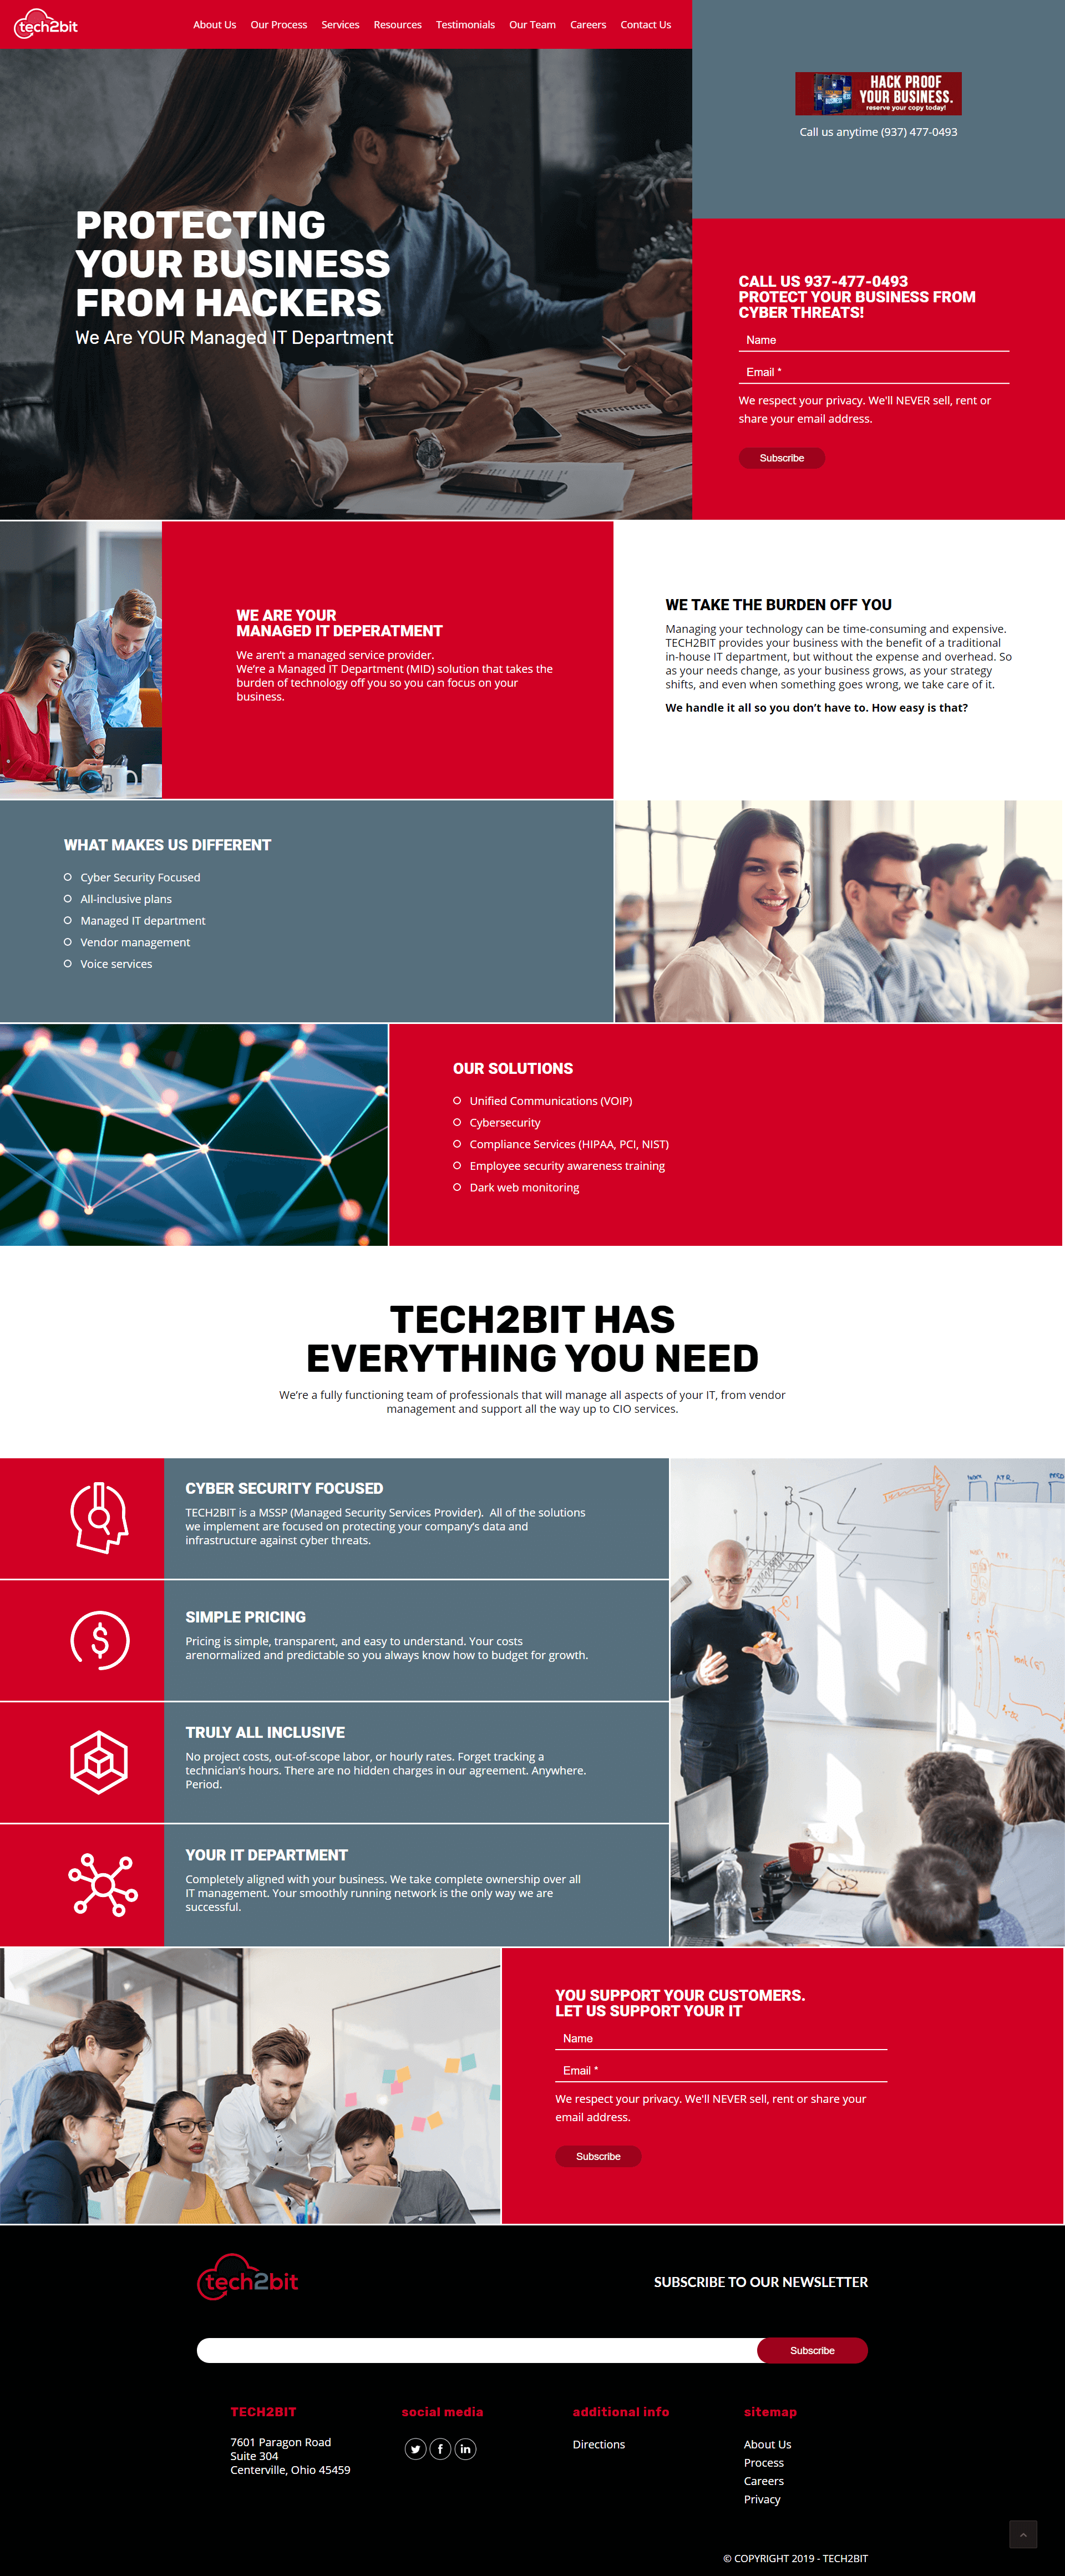 tech2bit
About Us Our Process Services Resources Testimonials Our Team Careers Contact Us
HACK PROOF
YOUR BUSINESS.
reserve your copy today!
Call us anytime (937) 477-0493
PROTECTING
YOUR BUSINESS
FROM HACKERS
We Are YOUR Managed IT Department
CALL US 937-477-0493
PROTECT YOUR BUSINESS FROM
CYBER THREATS!
Name
Email *
We respect your privacy. We'll NEVER sell, rent or
share your email address.
Subscribe
WE ARE YOUR
MANAGED IT DEPERATMENT
We aren't a managed service provider.
We're a Managed IT Department (MID) solution that takes the
burden of technology off you so you can focus on your
business.
WE TAKE THE BURDEN OFF YOU
Managing your technology can be time-consuming and expensive.
TECH2BIT provides your business with the benefit of a traditional
in-house IT department, but without the expense and overhead. So
as your needs change, as your business grows, as your strategy
shifts, and even when something goes wrong, we take care of it.
We handle it all so you don't have to. How easy is that?
WHAT MAKES US DIFFERENT
Cyber Security Focused
All-inclusive plans
Managed IT department
Vendor management
Voice services
OUR SOLUTIONS
Unified Communications (VOIP)
Cybersecurity
Compliance Services (HIPAA, PCI, NIST)
Employee security awareness training
Dark web monitoring
TECH2BIT HAS
EVERYTHING YOU NEED
We're a fully functioning team of professionals that will manage all aspects of your IT, from vendor
management and support all the way up to CIO services.
CYBER SECURITY FOCUSED
TECH2BIT is a MSSP (Managed Security Services Provider).  All of the solutions
we implement are focused on protecting your company's data and
infrastructure against cyber threats.
SIMPLE PRICING
Pricing is simple, transparent, and easy to understand. Your costs
arenormalized and predictable so you always know how to budget for growth.
TRULY ALL INCLUSIVE
No project costs, out-of-scope labor, or hourly rates. Forget tracking a
technician's hours. There are no hidden charges in our agreement. Anywhere.
Period.
YOUR IT DEPARTMENT
Completely aligned with your business. We take complete ownership over all
IT management. Your smoothly running network is the only way we are
successful.
YOU SUPPORT YOUR CUSTOMERS.
LET US SUPPORT YOUR IT
Name
Email *
We respect your privacy. We'll NEVER sell, rent or share your
email address.
Subscribe
tech2bit
SUBSCRIBE TO OUR NEWSLETTER
Subscribe
TECH2BIT
7601 Paragon Road
Suite 304
Centerville, Ohio 45459
social media
additional info
Directions
sitemap
About Us
Process
Careers
Privacy
© COPYRIGHT 2019 - TECH2BIT